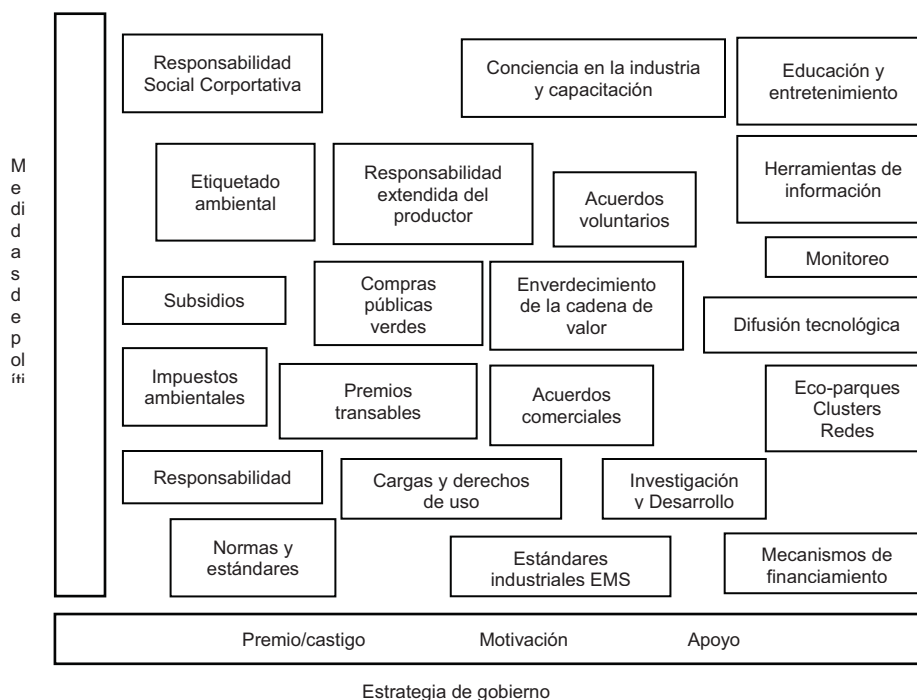 Responsabilidad
Social Corportativa
Conciencia en la industria
y capacitación
Educación y
entretenimiento
Etiquetado
ambiental
Responsabilidad
extendida del
productor
Acuerdos
voluntarios
Herramientas de
información
Monitoreo
Subsidios
Compras
públicas
verdes
Enverdecimiento
de la cadena de
valor
Difusión tecnológica
Impuestos
ambientales
Premios
transables
Acuerdos
comerciales
Eco-parques
Clusters
Redes
Responsabilidad
Cargas y derechos
de uso
Investigación
y Desarrollo
Normas y
estándares
Estándares
industriales EMS
Mecanismos de
financiamiento
M
e
di
d
a
s
d
e
p
ol
íti
Premio/castigo Motivación Apoyo
Estrategia de gobierno